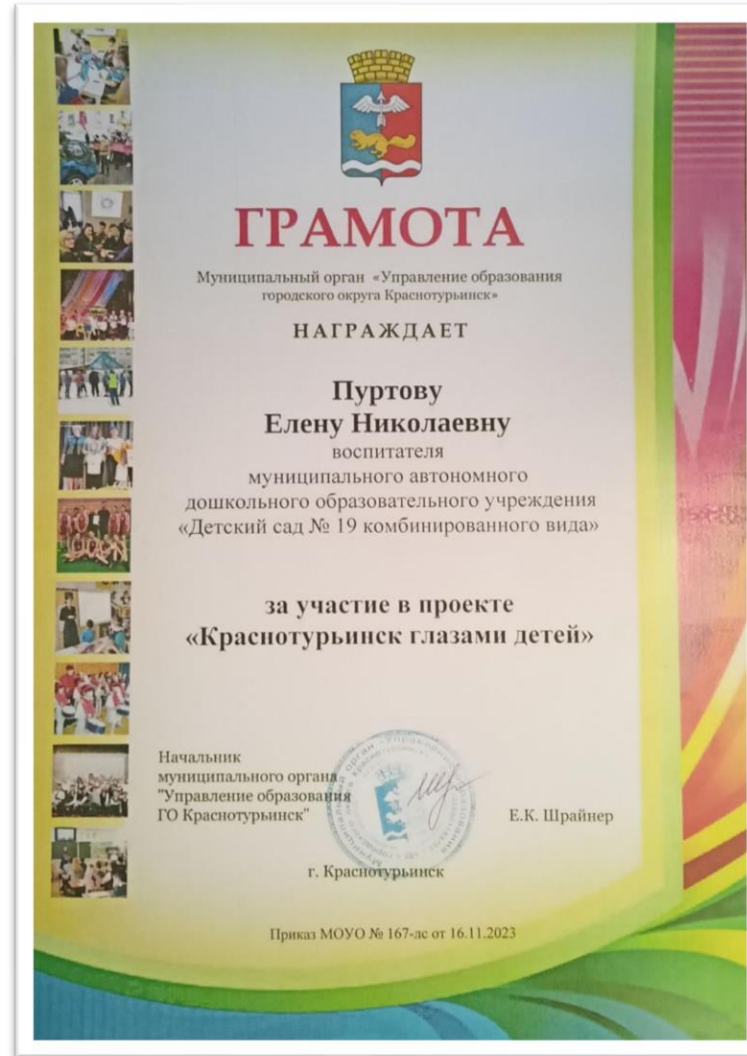 ГРАМОТА
Муниципальный орган «Управление образования
городского округа Краснотурьинск»
НАГРАЖДАЕТ
Пуртову
Елену Николаевну
воспитателя
муниципального автономного
дошкольного образовательного учреждения
«Детский сад № 19 комбинированного вида»
за участие в проекте
«Краснотурьинск глазами детей»
Начальник
муниципального органа
"Управление образования
ГО Краснотурьинск"
Е.К. Шрайнер
г. Краснотурьинск
Приказ МОУО № 167-лс от 16.11.2023